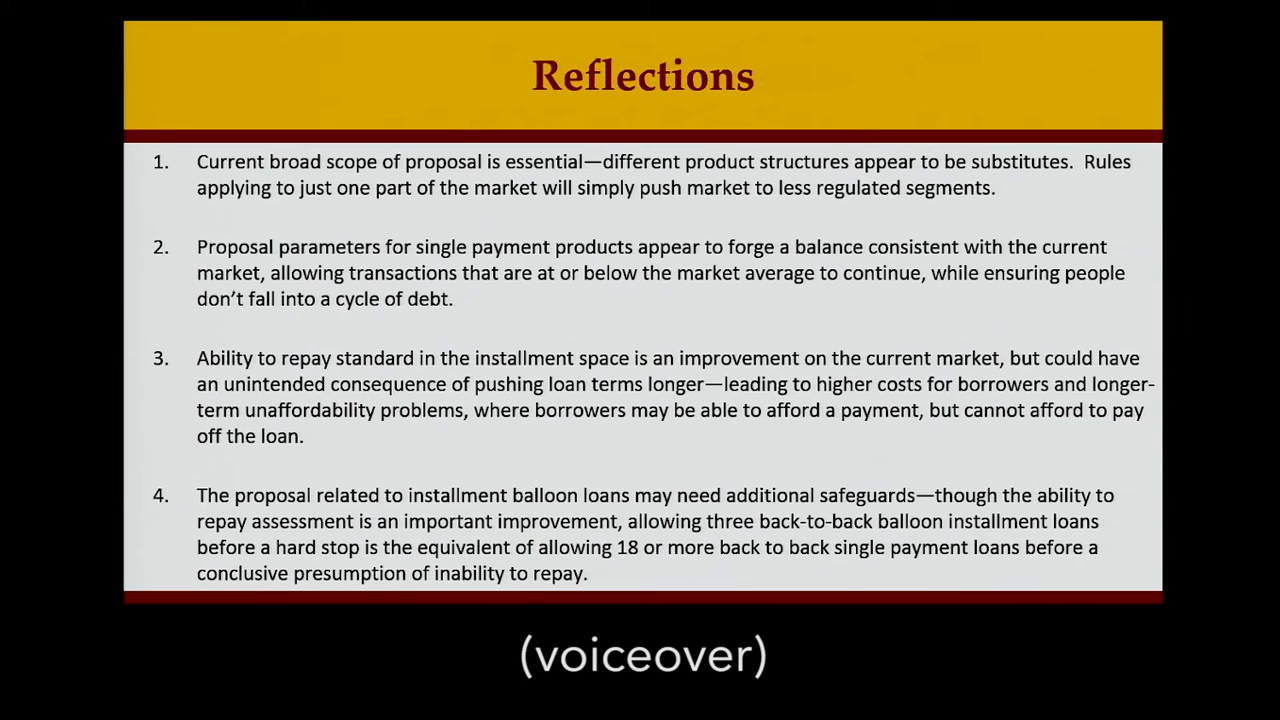 Reflections
1. Current broad scope of proposal is essential—different product structures appear to be substitutes. Rules
applying to just one part of the market will simply push market to less regulated segments.
2. Proposal parameters for single payment products appear to forge a balance consistent with the current
market, allowing transactions that are at or below the market average to continue, while ensuring people
don’t fall into a cycle of debt.
3. Ability to repay standard in the installment space is an improvement on the current market, but could have
an unintended consequence of pushing loan terms longer—leading to higher costs for borrowers and longer-
term unaffordability problems, where borrowers may be able to afford a payment, but cannot afford to pay
off the loan.
4. The proposal related to installment balloon loans may need additional safeguards—though the ability to
repay assessment is an important improvement, allowing three back-to-back balloon installment loans
before a hard stop is the equivalent of allowing 18 or more back to back single payment loans before a
conclusive presumption of inability to repay.
(voiceover)